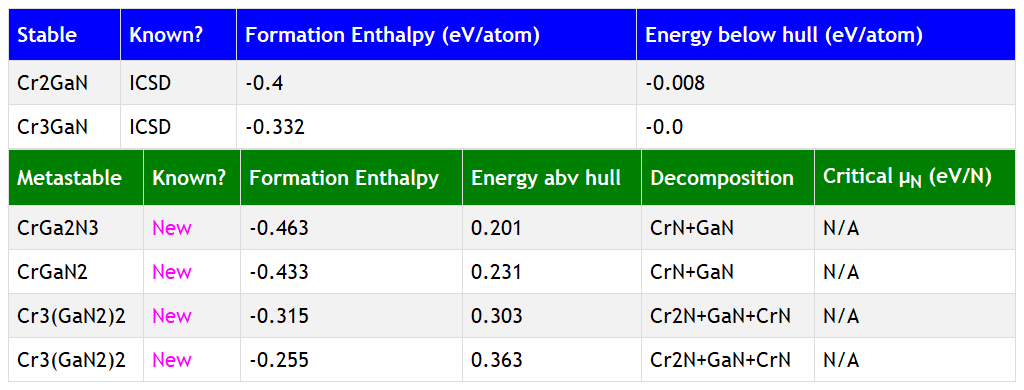 Stable Known? Formation Enthalpy (eV/atom) Energy below hull (eV/atom)
Cr2GaN ICSD -0.4 -0.008
Cr3GaN ICSD -0.332 -0.0
Metastable Known? Formation Enthalpy Energy abv hull Decomposition Critical μN (eV/N)
CrGa2N3 New -0.463 0.201 CrN+GaN N/A
CrGaN2 New -0.433 0.231 CrN+GaN N/A
Cr3(GaN2)2 New -0.315 0.303 Cr2N+GaN+CrN N/A
Cr3(GaN2)2 New -0.255 0.363 Cr2N+GaN+CrN N/A